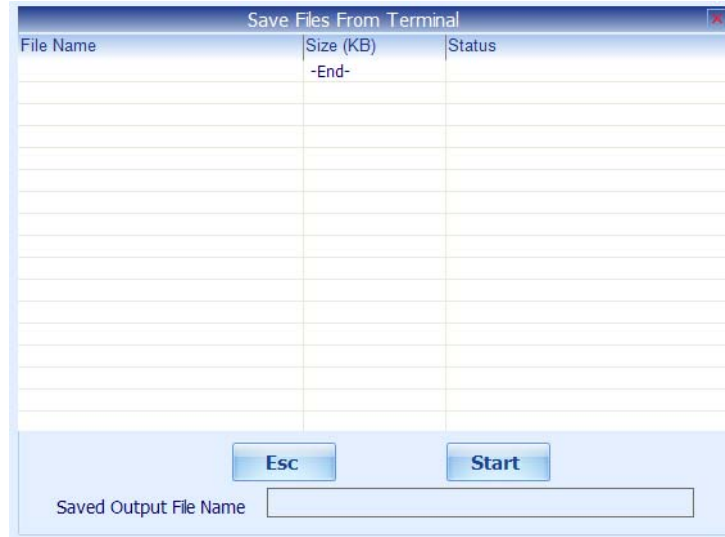 Save Files From Terminal
File Name Size (KB) Status
-End-
Esc Start
Saved Output File Name